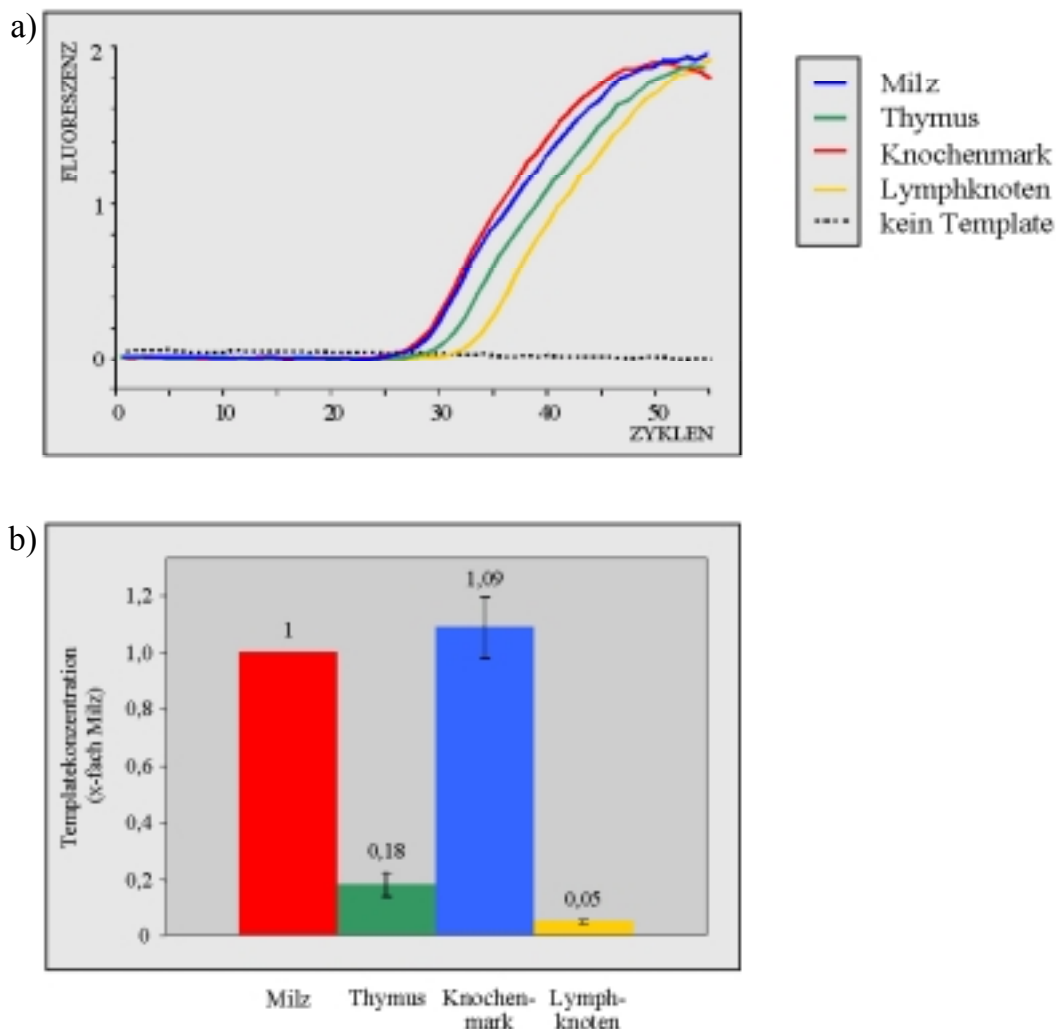 a)
FLUORESZENZ
2
1
0
0 10 20 30 40 50
ZYKLEN
Milz
Thymus
Knochenmark
Lymphknoten
kein Template
b)
Templatekonzentration
(x-fach Milz)
1,2
1,0
0,8
0,6
0,4
0,2
0
1
0,18
1,09
0,05
Milz Thymus Knochen- Lymph-
mark knoten